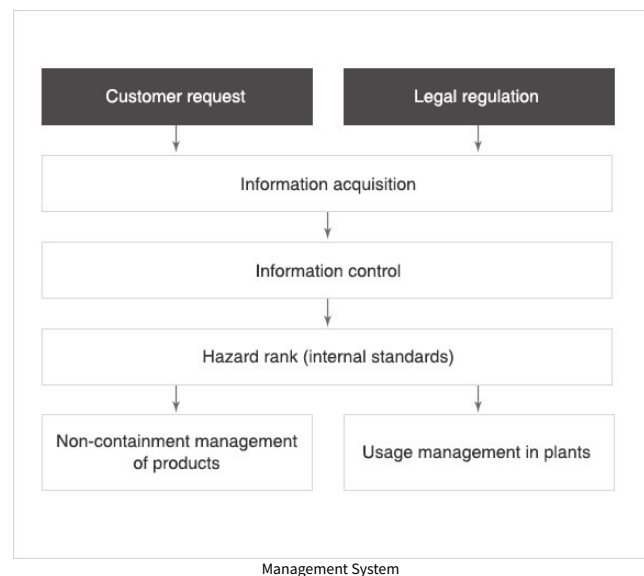 Customer request
Legal regulation
Information acquisition
Information control
Hazard rank (internal standards)
Non-containment management
of products
Usage management in plants
Management System